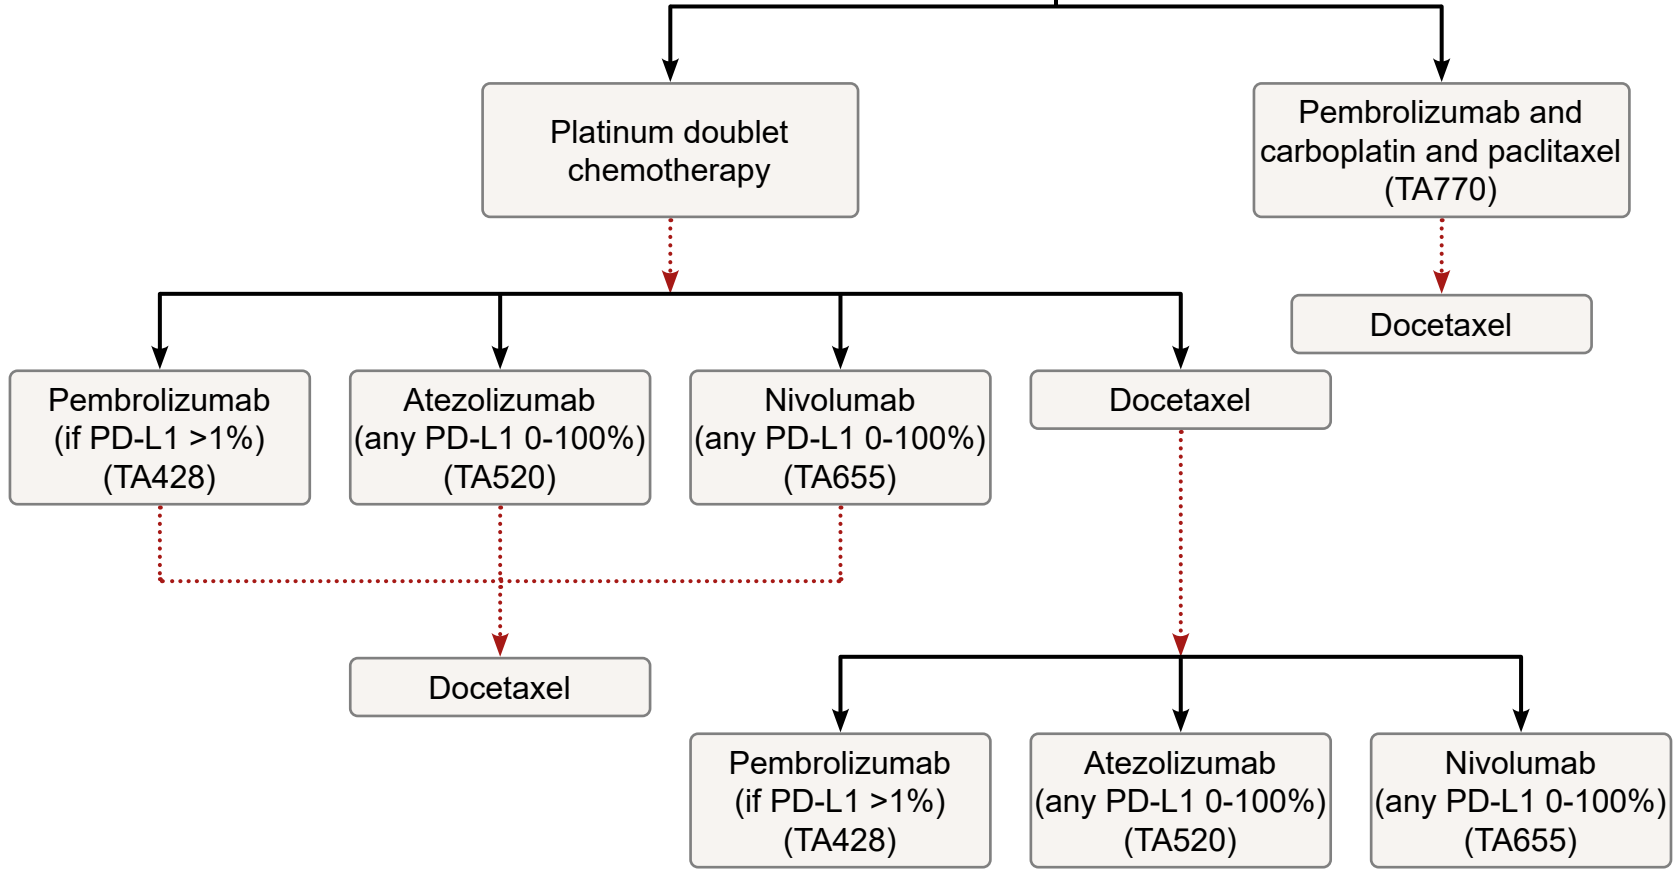 Platinum doublet
chemotherapy
Pembrolizumab and
carboplatin and paclitaxel
(TA770)
Docetaxel
Pembrolizumab
(if PD-L1 >1%)
(TA428)
Atezolizumab
(any PD-L1 0-100%)
(TA520)
Nivolumab
(any PD-L1 0-100%)
(TA655)
Docetaxel
Docetaxel
Pembrolizumab
(if PD-L1 >1%)
(TA428)
Atezolizumab
(any PD-L1 0-100%)
(TA520)
Nivolumab
(any PD-L1 0-100%)
(TA655)